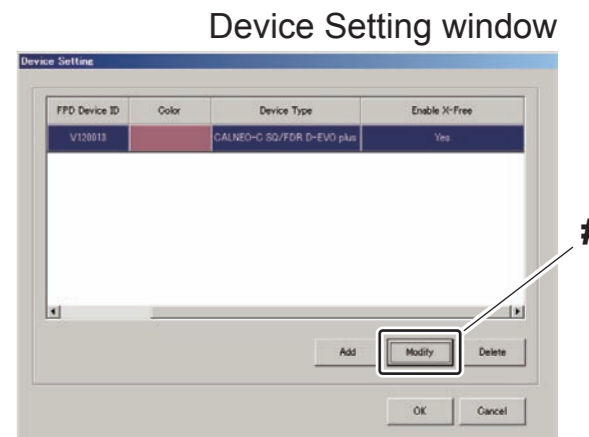 Device Setting window
Device Setting
FPD Device ID Color Device Type Enable X-Free
V120013 CALNEO-C SQ/FDR D-EVO plus Yes
#
Add Modify Delete
OK Cancel